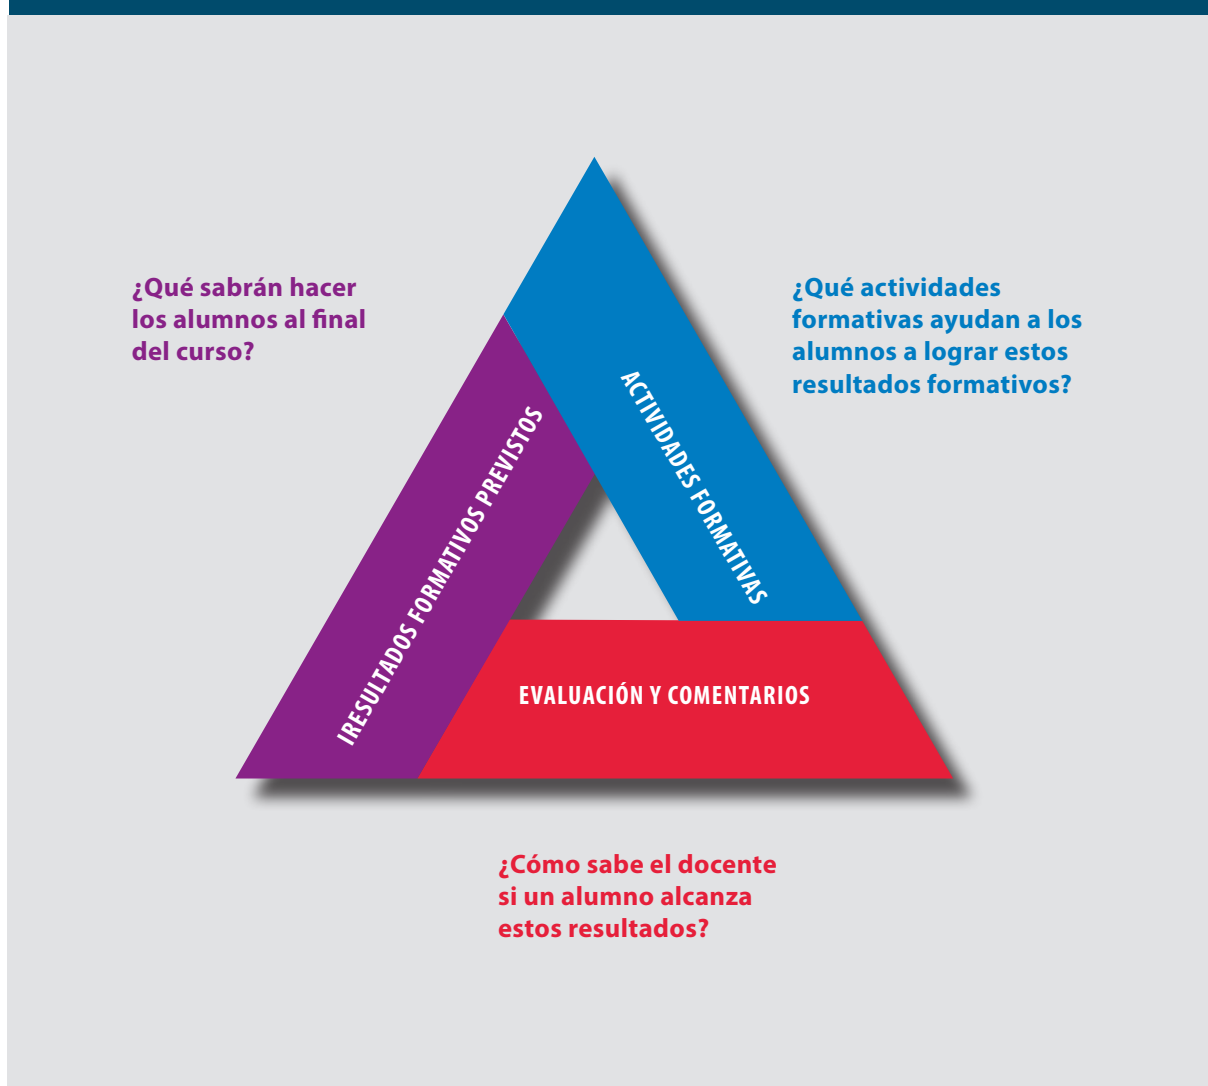 ¿Qué sabrán hacer
los alumnos al final
del curso?
¿Qué actividades
formativas ayudan a los
alumnos a lograr estos
resultados formativos?
IRESULTADOS FORMATIVOS PREVISTOS
ACTIVIDADES FORMATIVAS
EVALUACIÓN Y COMENTARIOS
¿Cómo sabe el docente
si un alumno alcanza
estos resultados?